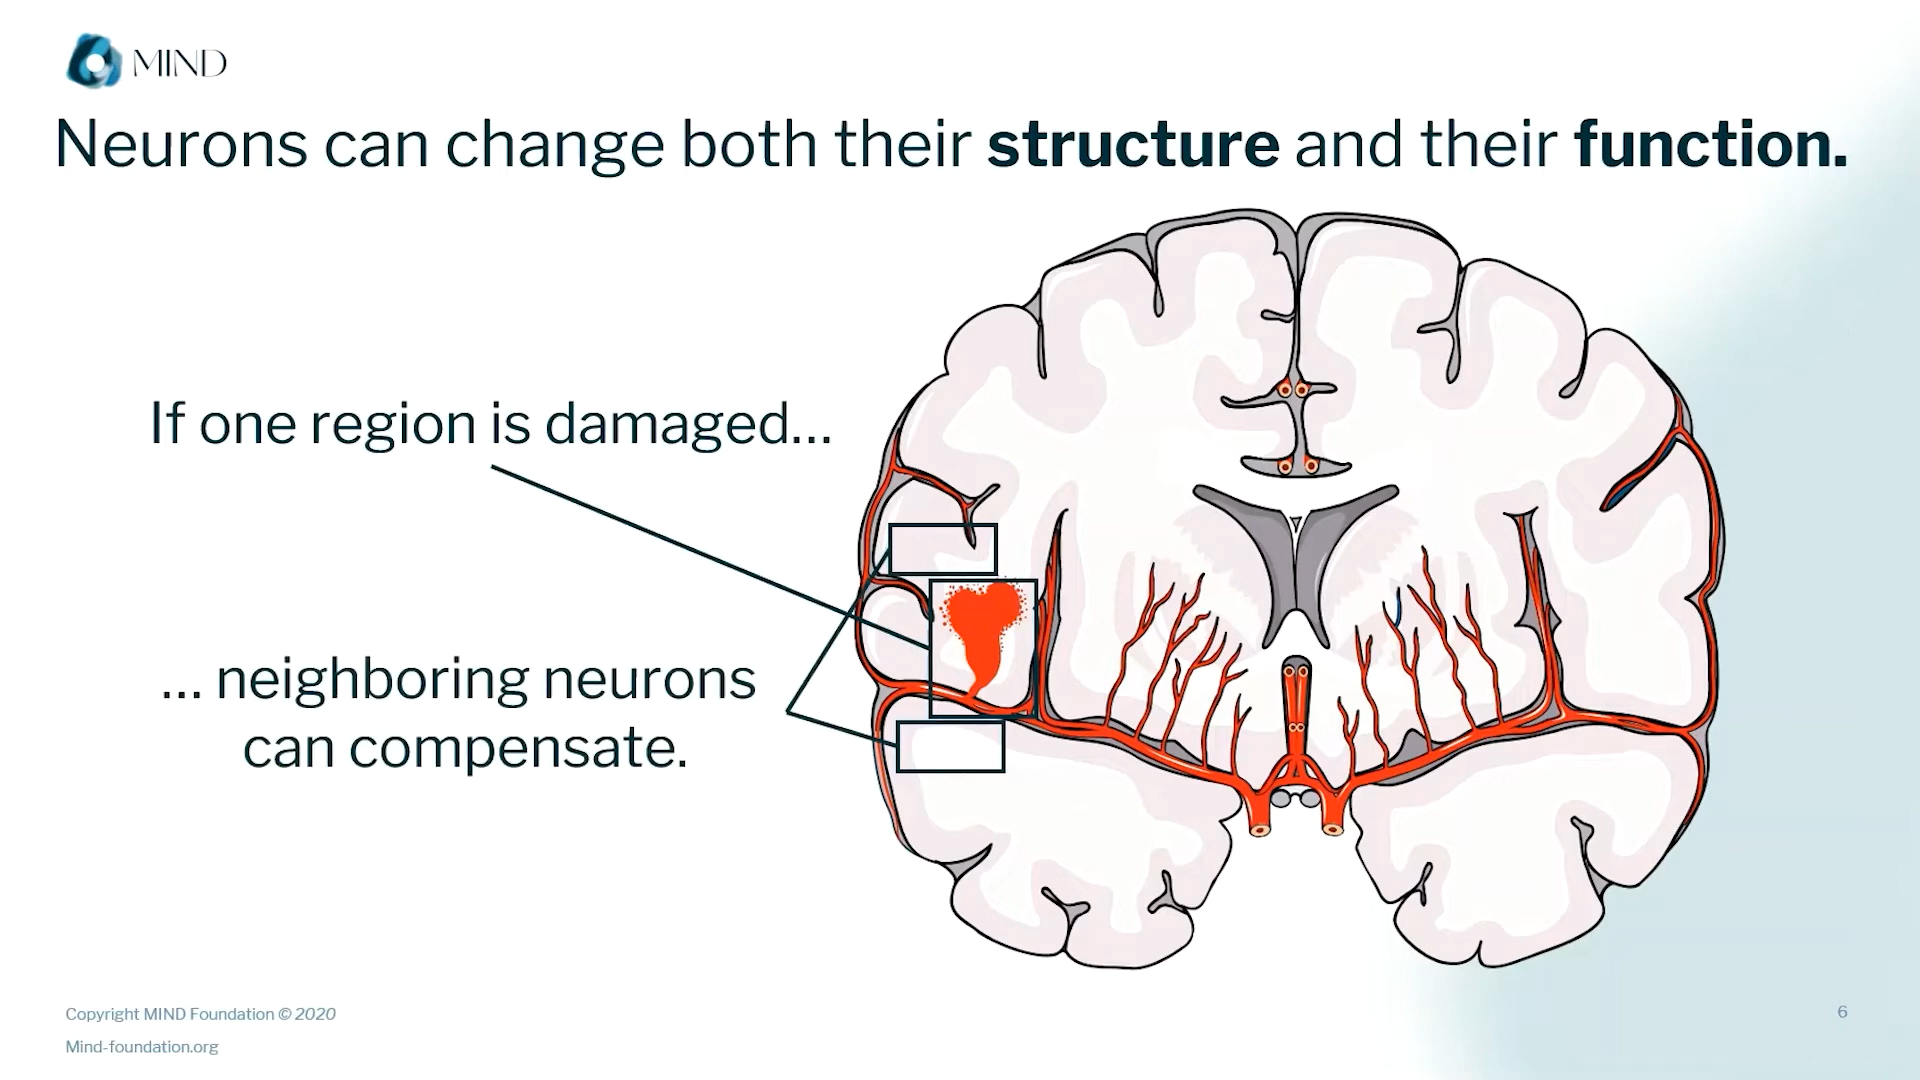 MIND
Neurons can change both their structure and their function.
If one region is damaged...
... neighboring neurons
can compensate.
Copyright MIND Foundation © 2020
Mind-foundation.org
6